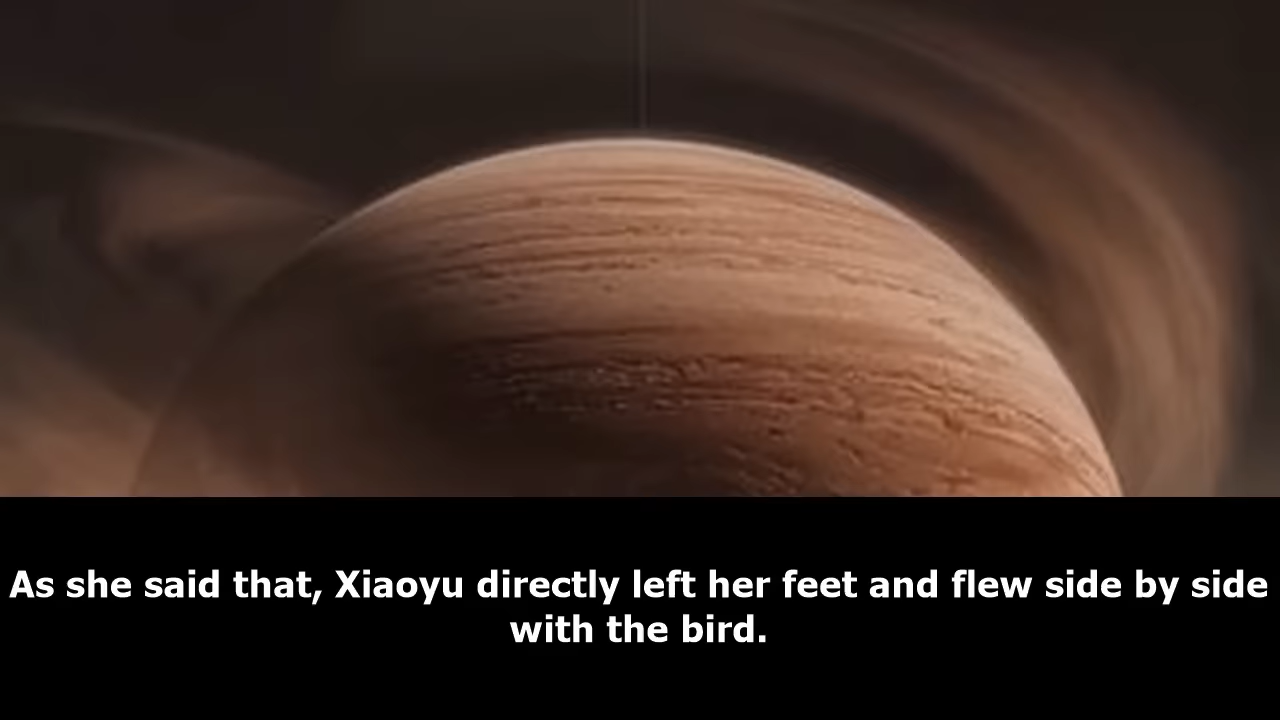 As she said that, Xiaoyu directly left her feet and flew side by side
with the bird.